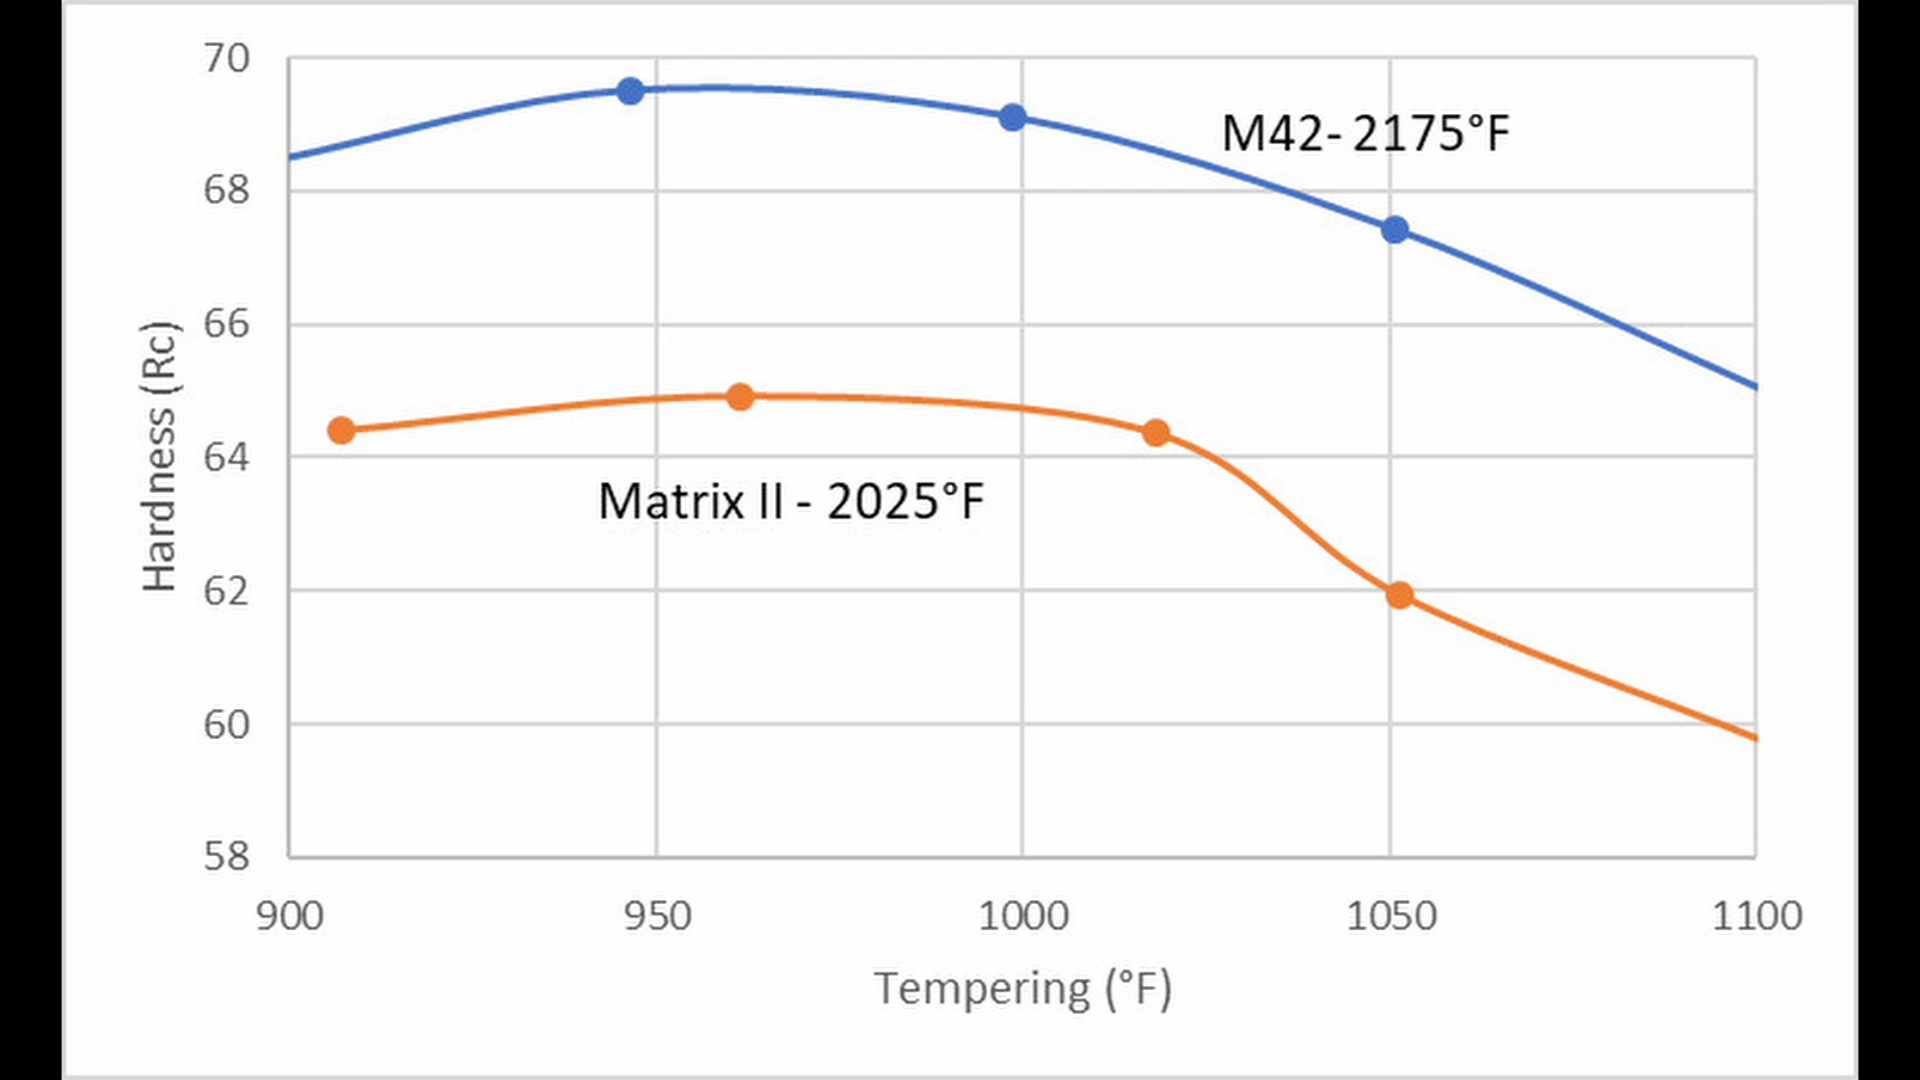 70
68
66
64
62
60
58
Hardness (Rc)
M42- 2175°F
Matrix II - 2025°F
900 950 1000 1050 1100
Tempering (°F)